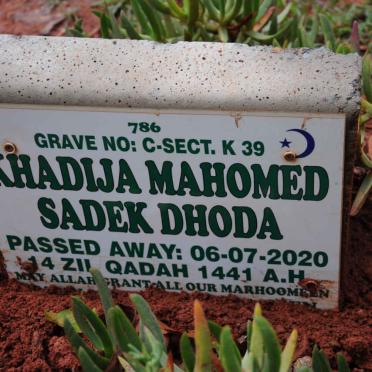 786
GRAVE NO: C-SECT. K 39
KHADIJA MAHOMED
SADEK DHODA
PASSED AWAY: 06-07-2020
14 ZIL QADAH 1441 A.H
MAY ALLAH GRANT ALL OUR MARHOOMEEN